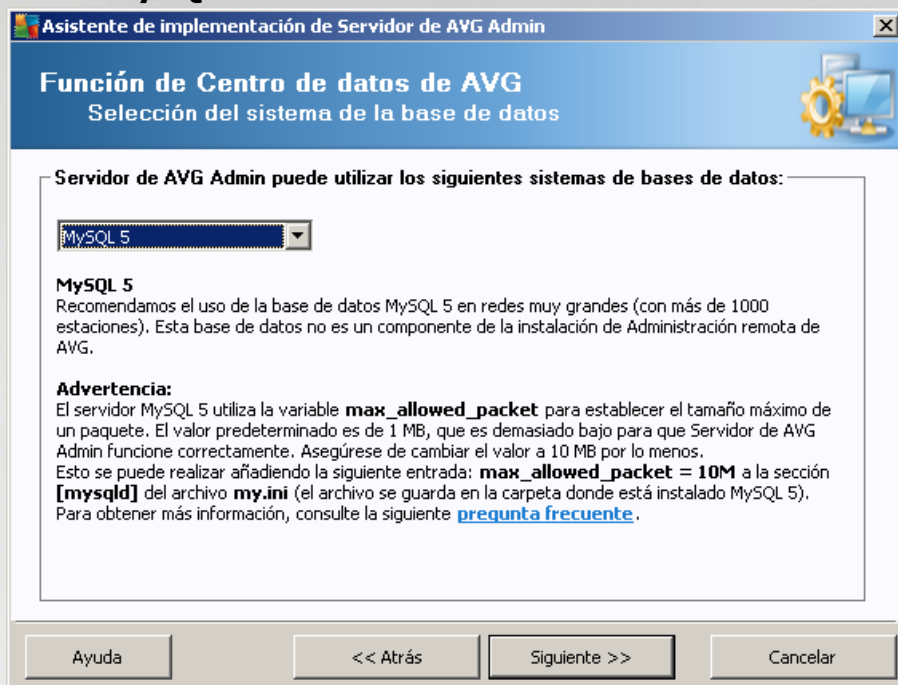 Asistente de implementación de Servidor de AVG Admin
Función de Centro de datos de AVG
Selección del sistema de la base de datos
Servidor de AVG Admin puede utilizar los siguientes sistemas de bases de datos:
MySQL 5
MySQL 5
Recomendamos el uso de la base de datos MySQL 5 en redes muy grandes (con más de 1000
estaciones). Esta base de datos no es un componente de la instalación de Administración remota de
AVG.
Advertencia:
El servidor MySQL 5 utiliza la variable max_allowed_packet para establecer el tamaño máximo de
un paquete. El valor predeterminado es de 1 MB, que es demasiado bajo para que Servidor de AVG
Admin funcione correctamente. Asegúrese de cambiar el valor a 10 MB por lo menos.
Esto se puede realizar añadiendo la siguiente entrada: max_allowed_packet = 10M a la sección
[mysqld] del archivo my.ini (el archivo se guarda en la carpeta donde está instalado MySQL 5).
Para obtener más información, consulte la siguiente pregunta frecuente.
Ayuda
<< Atrás
Siguiente >>
Cancelar